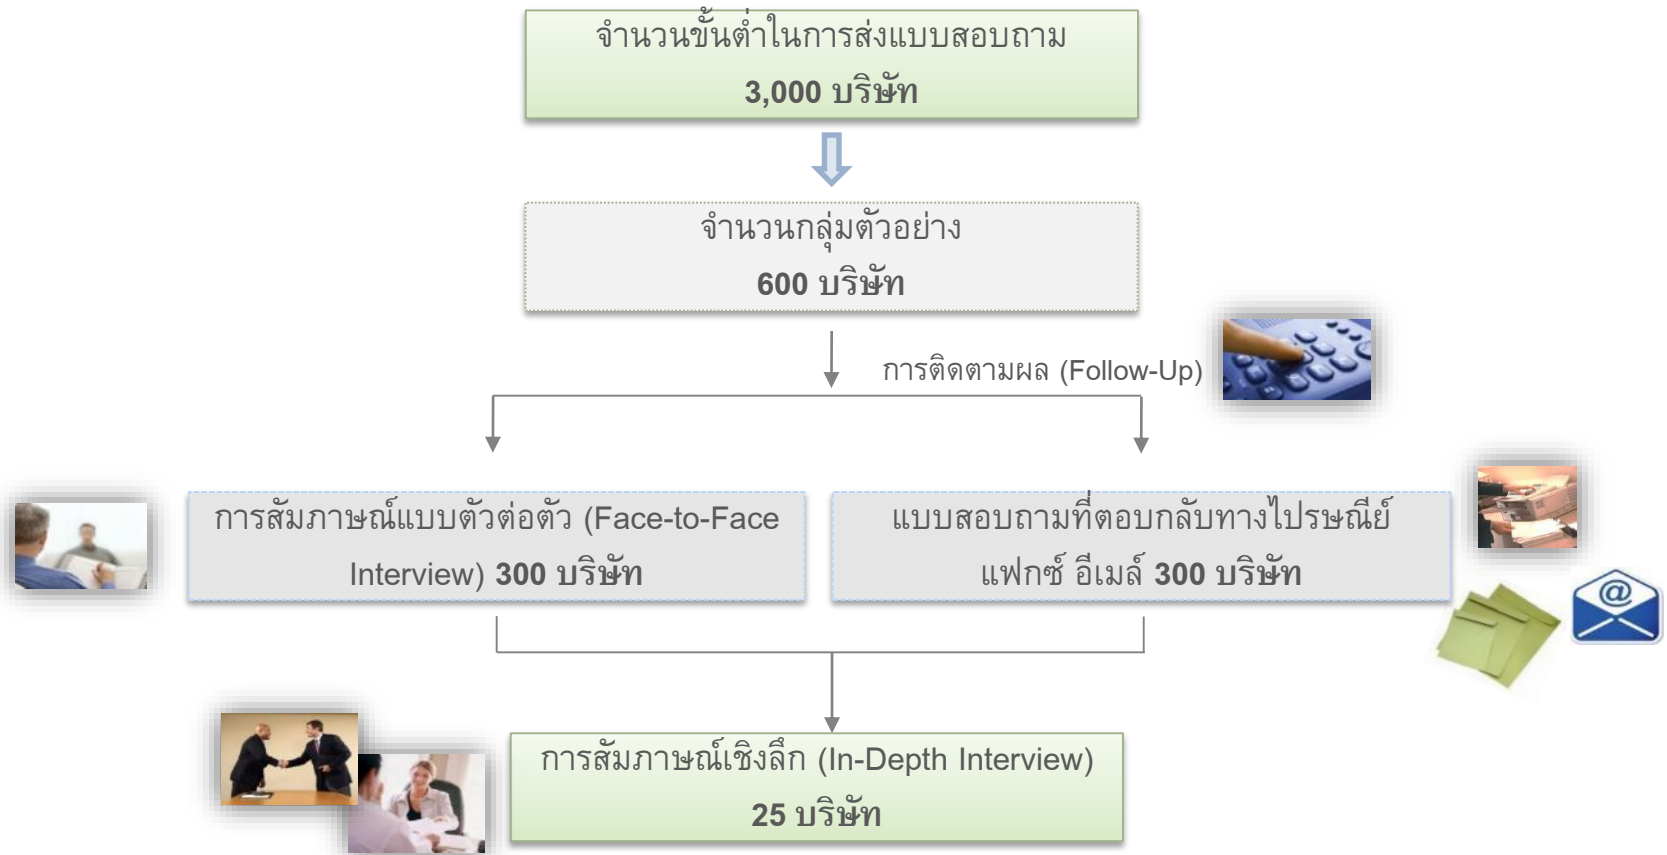 จำนวนขั้นต่ำในการส่งแบบสอบถาม
3,000 บริษัท
จำนวนกลุ่มตัวอย่าง
600 บริษัท
การติดตามผล (Follow-Up)
การสัมภาษณ์แบบตัวต่อตัว (Face-to-Face
Interview) 300 บริษัท
แบบสอบถามที่ตอบกลับทางไปรษณีย์
แฟกซ์ อีเมล์ 300 บริษัท
@
การสัมภาษณ์เชิงลึก (In-Depth Interview)
25 บริษัท